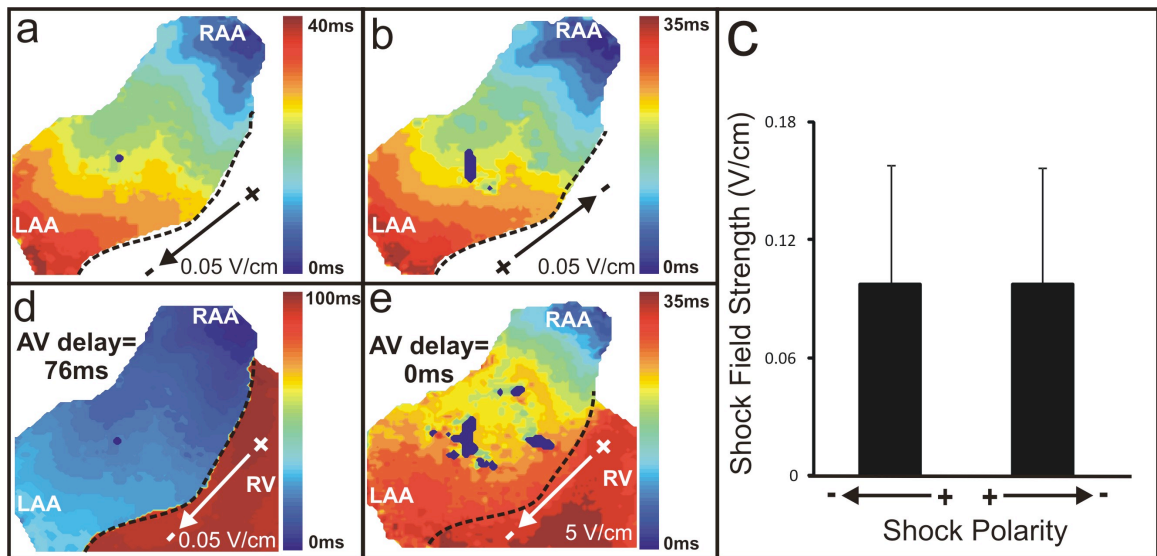 a
RAA
40ms
LAA
+
-
0.05 V/cm
0ms
b
RAA
35ms
LAA
-
+
0.05 V/cm
0ms
c
Shock Field Strength (V/cm)
0.18
0.12
0.06
0
- + + -
Shock Polarity
d
RAA
100ms
AV delay=
76ms
+
RV
LAA
-
0.05 V/cm
0ms
e
RAA
35ms
AV delay=
0ms
+
RV
LAA
-
5 V/cm
0ms